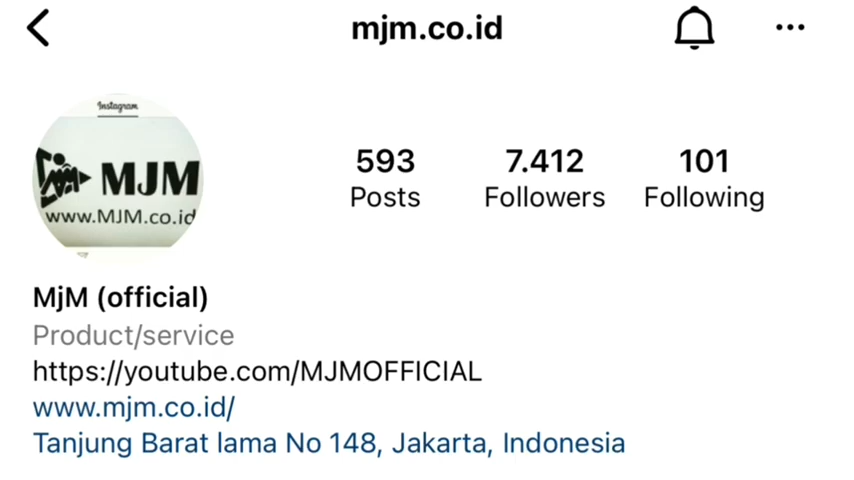 mjm.co.id
Instagram
MJM
www.MJM.co.id
593 7.412 101
Posts Followers Following
MjM (official)
Product/service
https://youtube.com/MJMOFFICIAL
www.mjm.co.id/
Tanjung Barat lama No 148, Jakarta, Indonesia